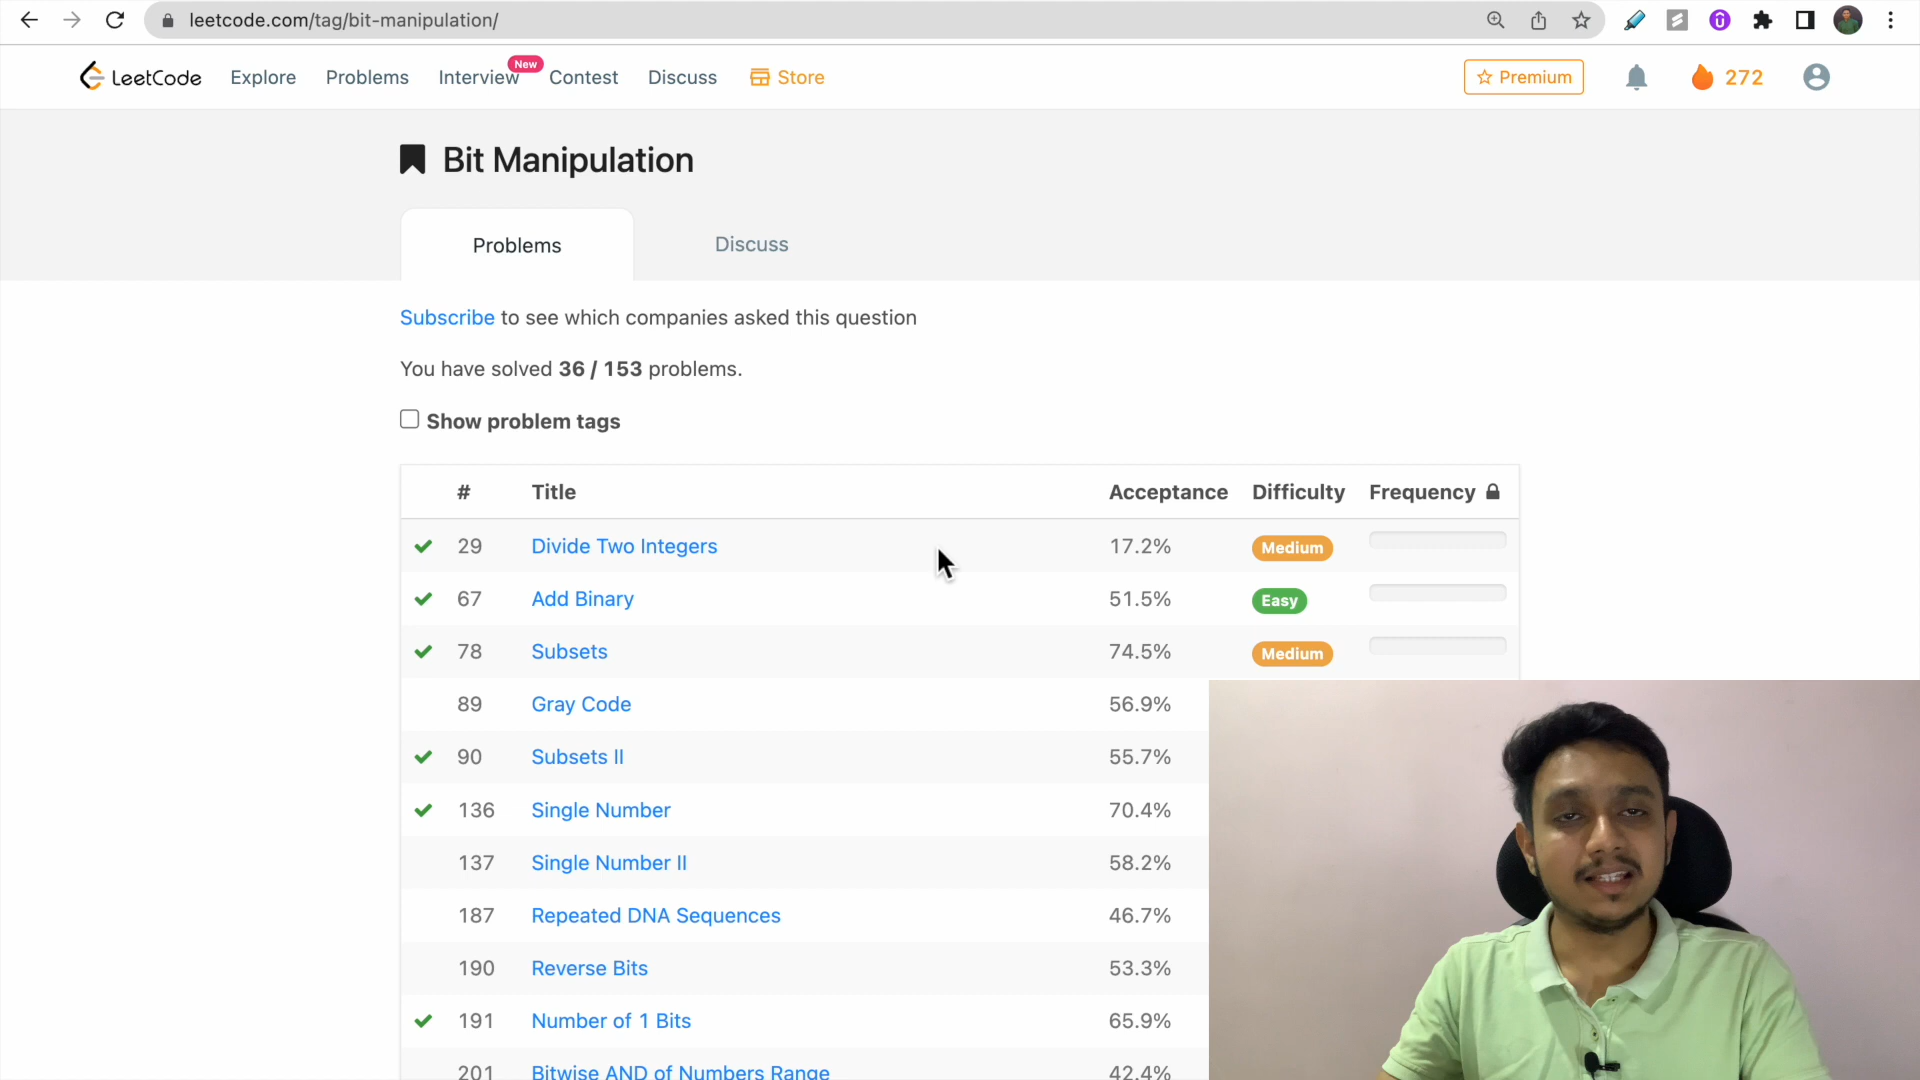 leetcode.com/tag/bit-manipulation/
LeetCode Explore Problems Interview New Contest Discuss Store Premium 272
Bit Manipulation
Problems Discuss
Subscribe to see which companies asked this question
You have solved 36 / 153 problems.
Show problem tags
# Title Acceptance Difficulty Frequency
29 Divide Two Integers 17.2% Medium
67 Add Binary 51.5% Easy
78 Subsets 74.5% Medium
89 Gray Code 56.9%
90 Subsets II 55.7%
136 Single Number 70.4%
137 Single Number II 58.2%
187 Repeated DNA Sequences 46.7%
190 Reverse Bits 53.3%
191 Number of 1 Bits 65.9%
201 Bitwise AND of Numbers Range 42.4%